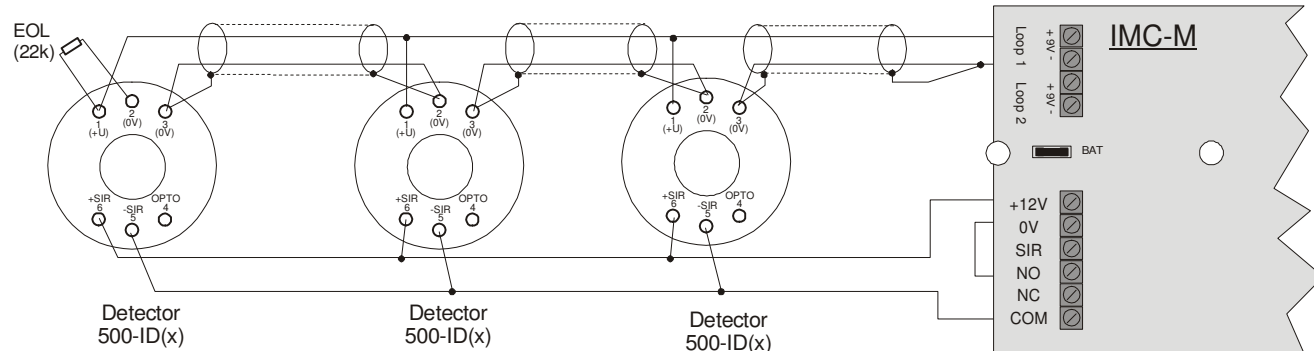 EOL
(22k)
1
(+U)
2
(0V)
3
(0V)
+SIR
6
-SIR
5
OPTO
4
Detector
500-ID(x)
1
(+U)
2
(0V)
3
(0V)
+SIR
6
-SIR
5
OPTO
4
Detector
500-ID(x)
1
(+U)
2
(0V)
3
(0V)
+SIR
6
-SIR
5
OPTO
4
Detector
500-ID(x)
IMC-M
Loop 1
+ 9V -
Loop 2
+ 9V -
BAT
+12V
0V
SIR
NO
NC
COM